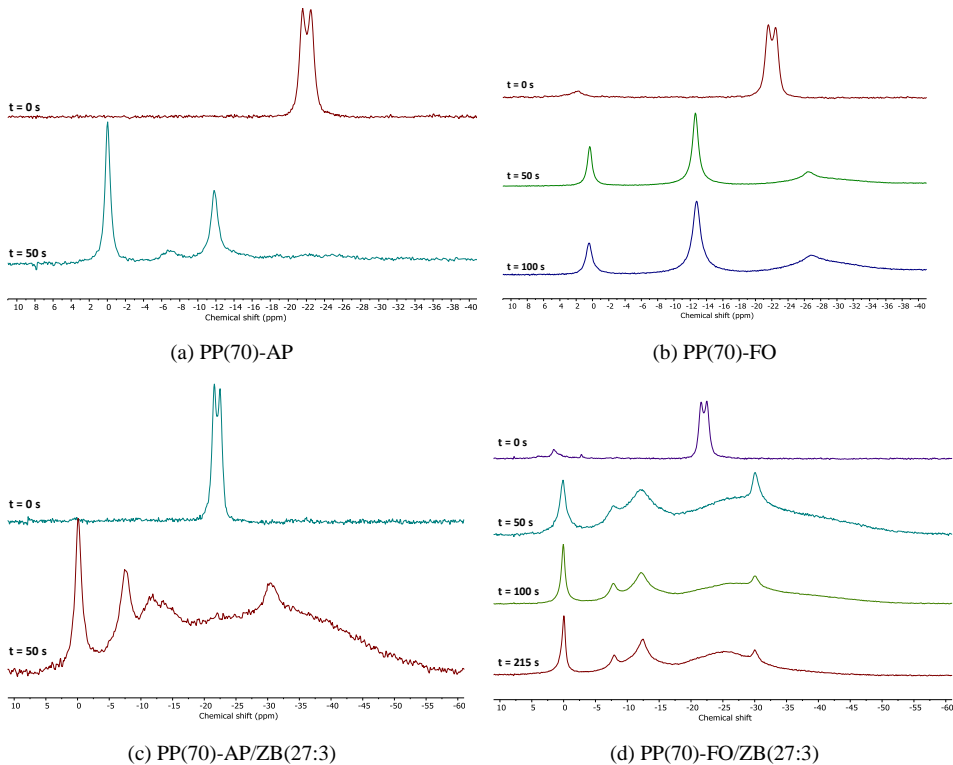 t = 0 s
t = 50 s
10 8 6 4 2 0 -2 -4 -6 -8 -10 -12 -14 -16 -18 -20 -22 -24 -26 -28 -30 -32 -34 -36 -38 -40
Chemical shift (ppm)
(a) PP(70)-AP
t = 0 s
t = 50 s
t = 100 s
10 8 6 4 2 0 -2 -4 -6 -8 -10 -12 -14 -16 -18 -20 -22 -24 -26 -28 -30 -32 -34 -36 -38 -40
Chemical shift (ppm)
(b) PP(70)-FO
t = 0 s
t = 50 s
10 5 0 -5 -10 -15 -20 -25 -30 -35 -40 -45 -50 -55 -60
Chemical shift (ppm)
(c) PP(70)-AP/ZB(27:3)
t = 0 s
t = 50 s
t = 100 s
t = 215 s
10 5 0 -5 -10 -15 -20 -25 -30 -35 -40 -45 -50 -55 -60
Chemical shift
(d) PP(70)-FO/ZB(27:3)